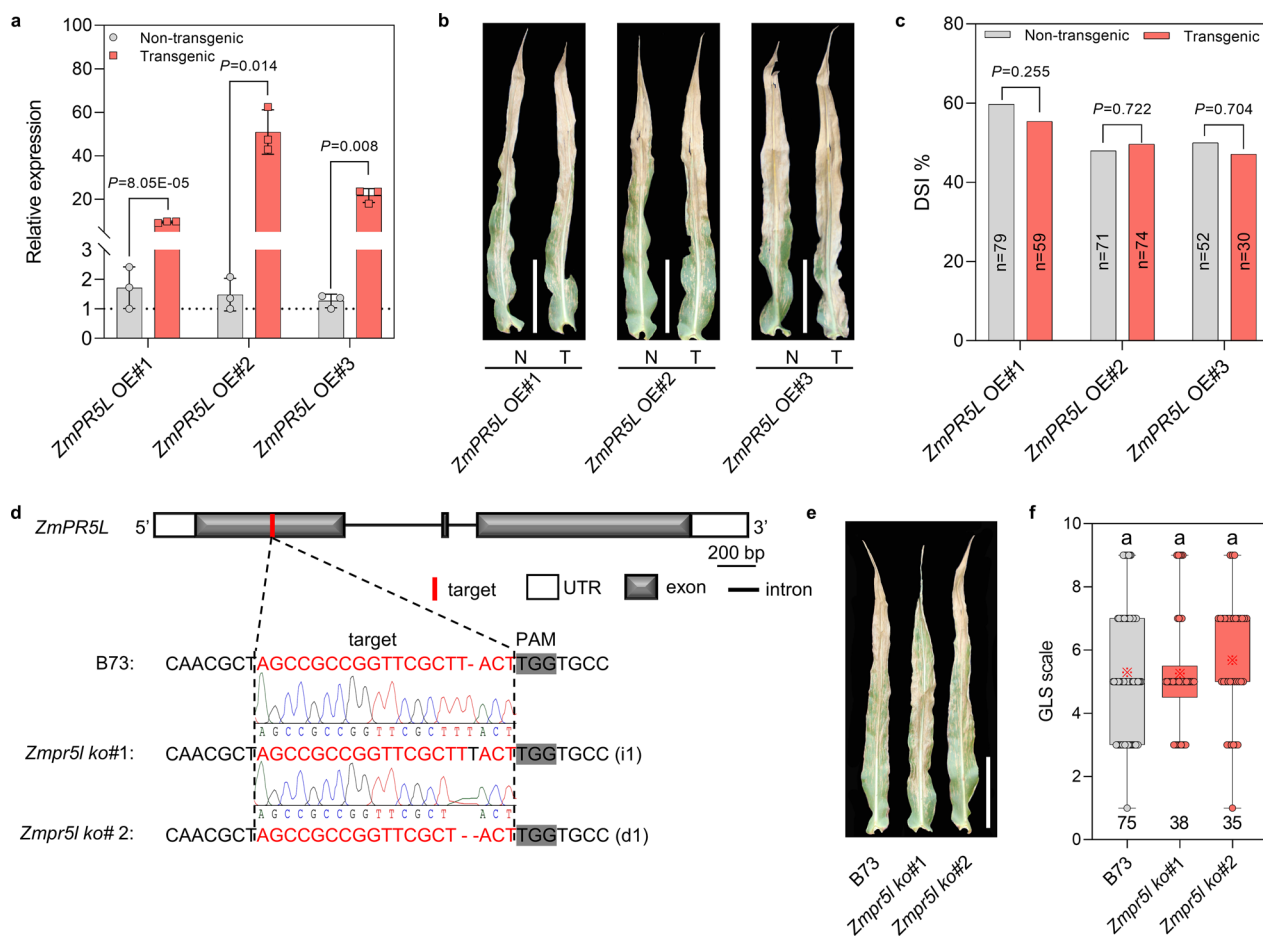 a
Non-transgenic
Transgenic
Relative expression
100
80
60
40
20
3
2
1
0
P=8.05E-05
P=0.014
P=0.008
ZmPR5L OE#1
ZmPR5L OE#2
ZmPR5L OE#3
b
N T N T N T
ZmPR5L OE#1
ZmPR5L OE#2
ZmPR5L OE#3
c
Non-transgenic Transgenic
DSI %
80
60
40
20
0
P=0.255
P=0.722
P=0.704
n=79
n=59
n=71
n=74
n=52
n=30
ZmPR5L OE#1
ZmPR5L OE#2
ZmPR5L OE#3
d
ZmPR5L 5’ 3’
200 bp
target UTR exon intron
target PAM
B73: CAACGCTAGCCGCCGGTTCGCTT-ACTTGGTGCC
AGCCGCCGGTTCGCTTTACT
Zmpr5l ko#1: CAACGCTAGCCGCCGGTTCGCTTTACTTGGTGCC (i1)
AGCCGCCGGTTCGCT ACT
Zmpr5l ko# 2: CAACGCTAGCCGCCGGTTCGCT--ACTTGGTGCC (d1)
e
B73
Zmpr5l ko#1
Zmpr5l ko#2
f
GLS scale
10
8
6
4
2
0
a a a
75 38 35
B73
Zmpr5l ko#1
Zmpr5l ko#2